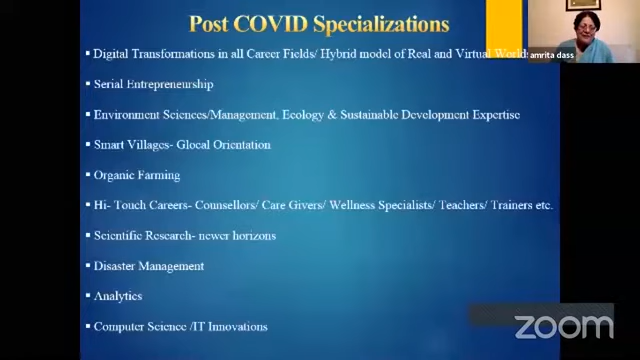 Post COVID Specializations
▪ Digital Transformations in all Career Fields/ Hybrid model of Real and Virtual Worlds
amrita dass
▪ Serial Entrepreneurship
▪ Environment Sciences/Management, Ecology & Sustainable Development Expertise
▪ Smart Villages- Glocal Orientation
▪ Organic Farming
▪ Hi- Touch Careers- Counsellors/ Care Givers/ Wellness Specialists/ Teachers/ Trainers etc.
▪ Scientific Research- newer horizons
▪ Disaster Management
▪ Analytics
▪ Computer Science /IT Innovations
zoom